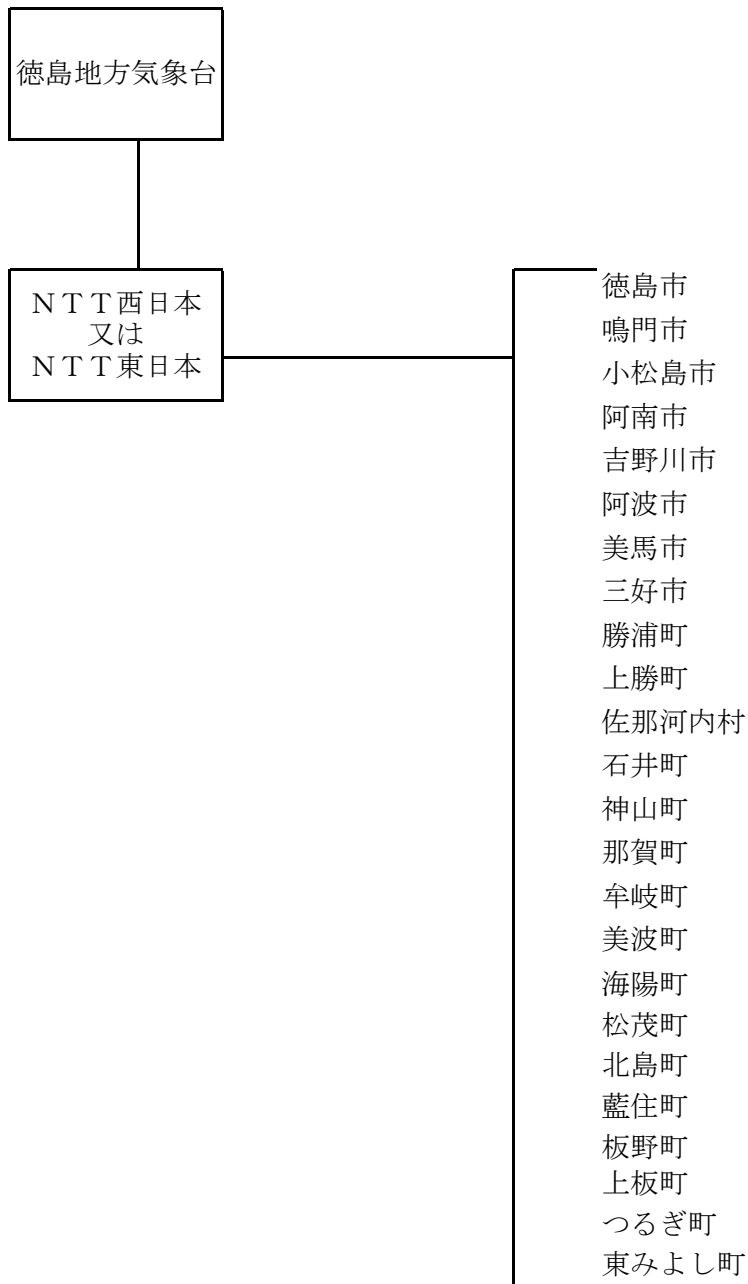 徳島地方気象台
ＮＴＴ西日本
又は
ＮＴＴ東日本
徳島市
鳴門市
小松島市
阿南市
吉野川市
阿波市
美馬市
三好市
勝浦町
上勝町
佐那河内村
石井町
神山町
那賀町
牟岐町
美波町
海陽町
松茂町
北島町
藍住町
板野町
上板町
つるぎ町
東みよし町